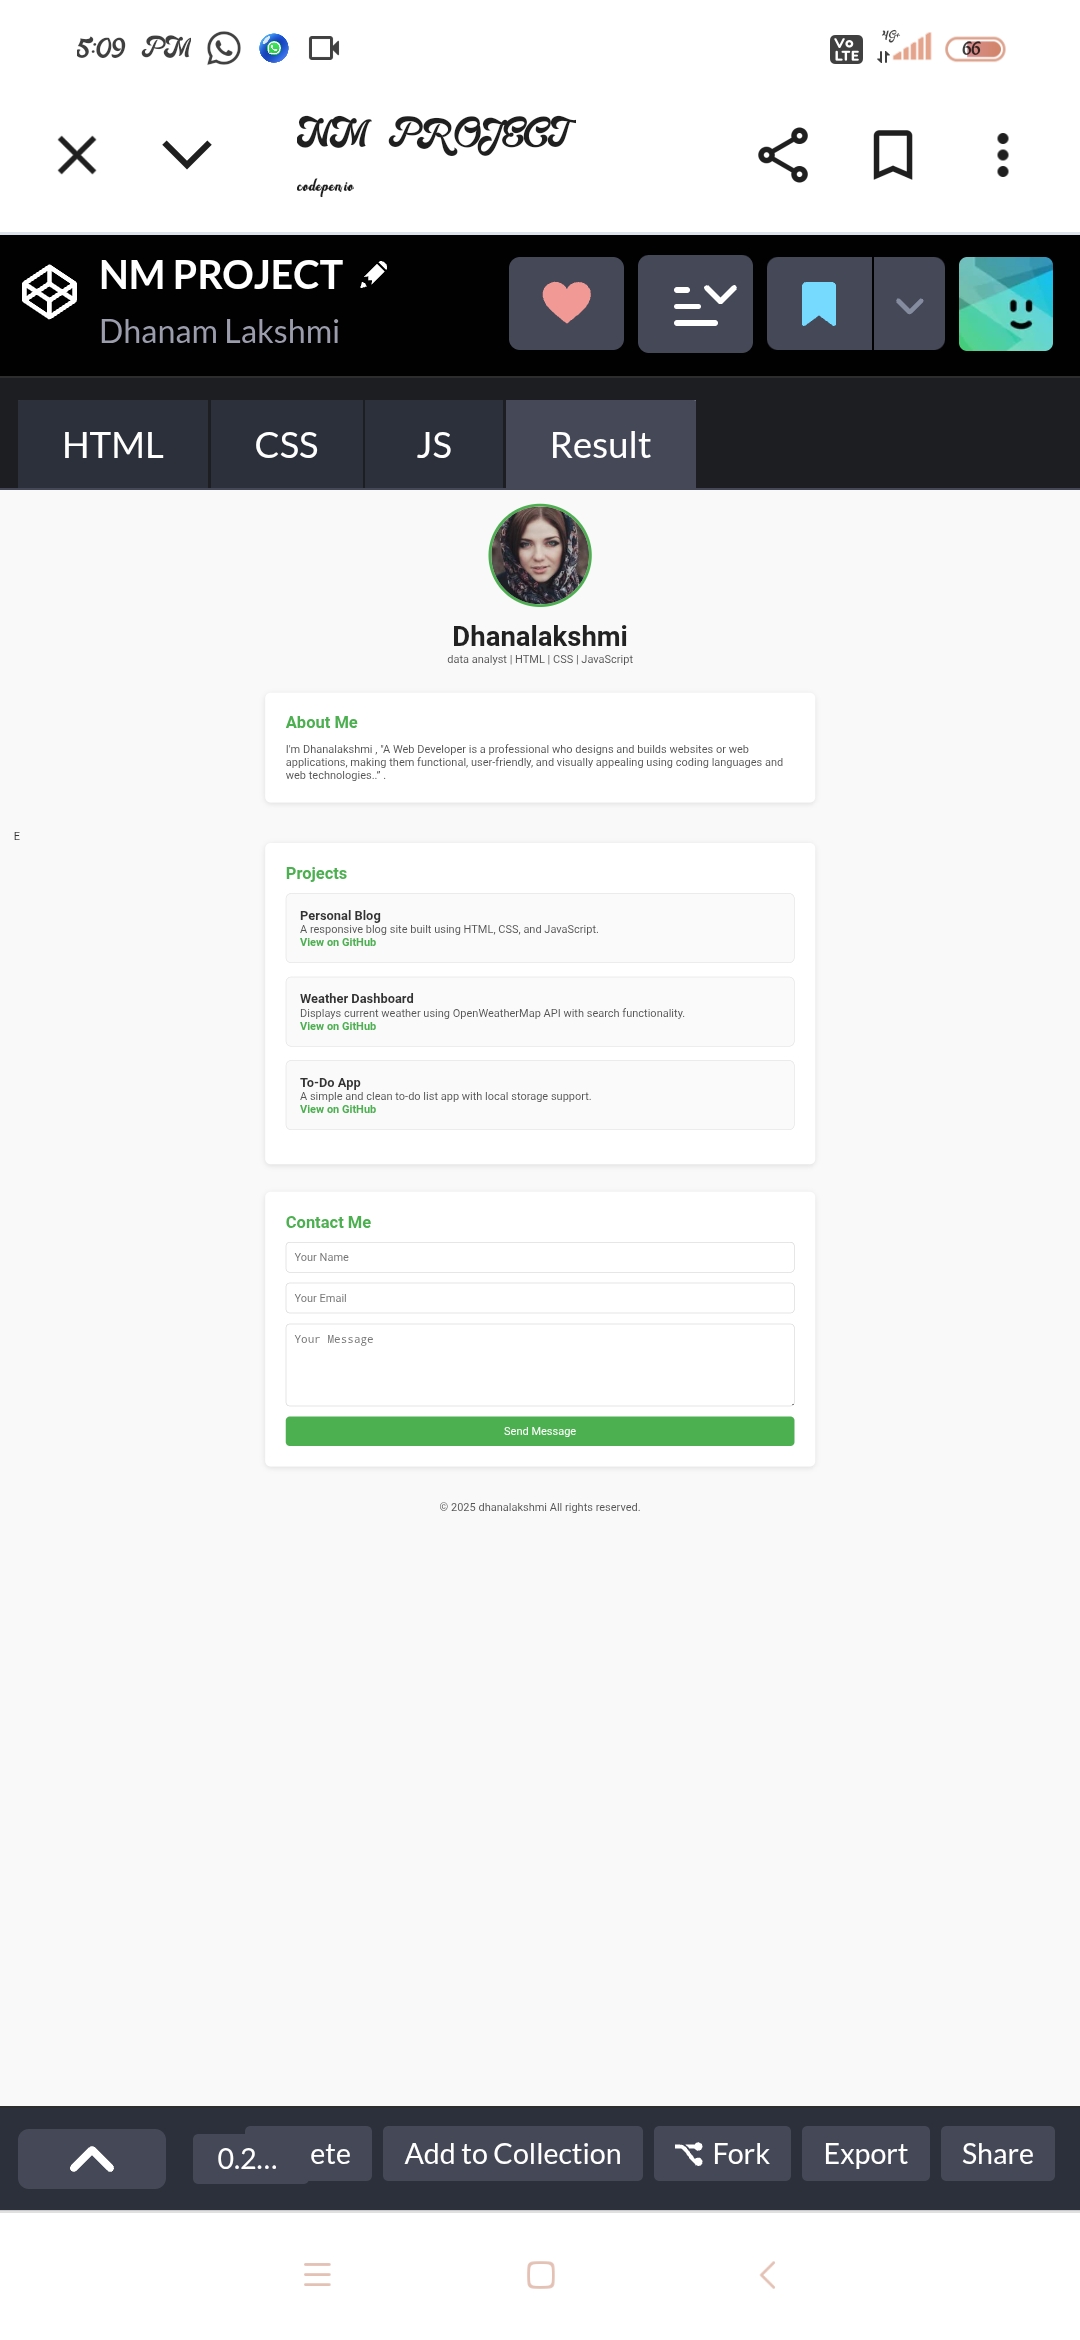 5:09 PM
Vo LTE 4G+ 66
NM PROJECT
codepen.io
NM PROJECT
Dhanam Lakshmi
HTML CSS JS Result
Dhanalakshmi
data analyst | HTML | CSS | JavaScript
About Me
I'm Dhanalakshmi , "A Web Developer is a professional who designs and builds websites or web
applications, making them functional, user-friendly, and visually appealing using coding languages and
web technologies.." .
E
Projects
Personal Blog
A responsive blog site built using HTML, CSS, and JavaScript.
View on GitHub
Weather Dashboard
Displays current weather using OpenWeatherMap API with search functionality.
View on GitHub
To-Do App
A simple and clean to-do list app with local storage support.
View on GitHub
Contact Me
Your Name
Your Email
Your Message
Send Message
© 2025 dhanalakshmi All rights reserved.
0.2... ete Add to Collection Fork Export Share